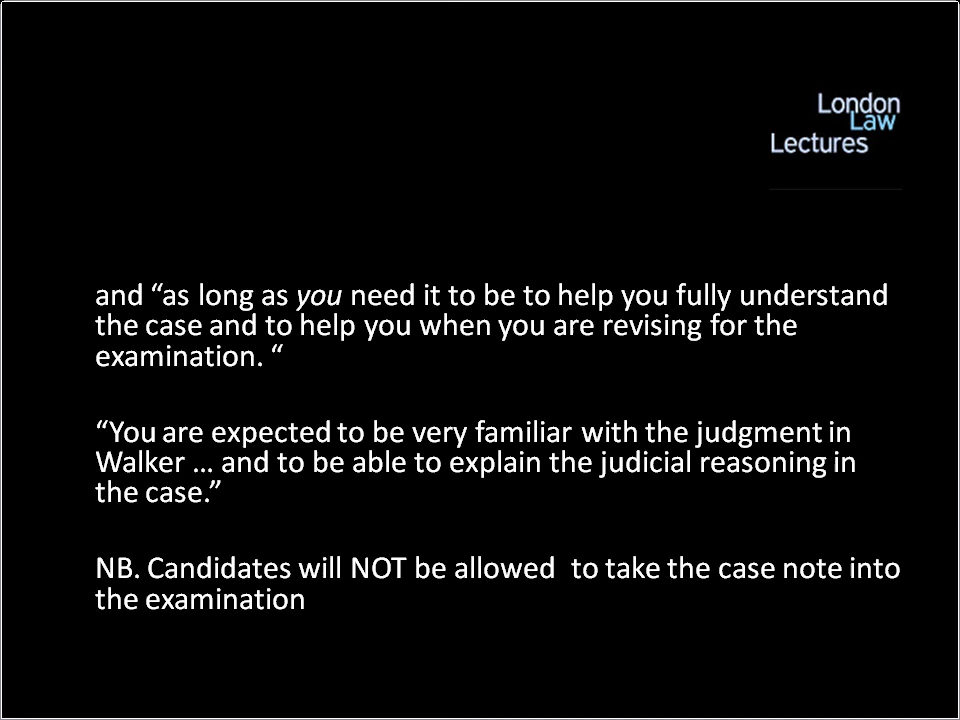 London
Law
Lectures
and “as long as you need it to be to help you fully understand
the case and to help you when you are revising for the
examination. “
“You are expected to be very familiar with the judgment in
Walker … and to be able to explain the judicial reasoning in
the case.”
NB. Candidates will NOT be allowed  to take the case note into
the examination